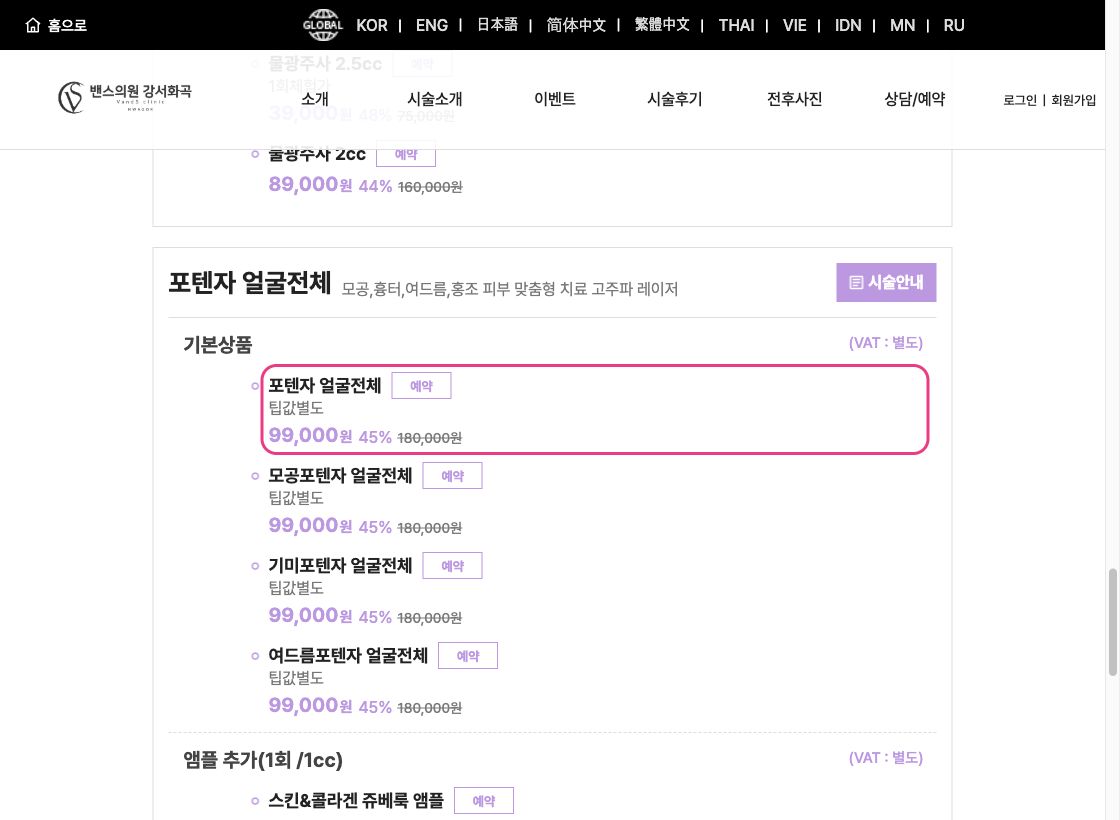 홈으로
GLOBAL KOR | ENG | 日本語 | 简体中文 | 繁體中文 | THAI | VIE | IDN | MN | RU
물광주사 2.5cc 예약
1회체험가
39,000원 48% 75,000원
밴스의원 강서화곡
VandS clinic
HWAGOK
소개 시술소개 이벤트 시술후기 전후사진 상담/예약
로그인 | 회원가입
물광주사 2cc 예약
89,000원 44% 160,000원
포텐자 얼굴전체 모공,흉터,여드름,홍조 피부 맞춤형 치료 고주파 레이저
시술안내
기본상품 (VAT : 별도)
포텐자 얼굴전체 예약
팁값별도
99,000원 45% 180,000원
모공포텐자 얼굴전체 예약
팁값별도
99,000원 45% 180,000원
기미포텐자 얼굴전체 예약
팁값별도
99,000원 45% 180,000원
여드름포텐자 얼굴전체 예약
팁값별도
99,000원 45% 180,000원
앰플 추가(1회 /1cc) (VAT : 별도)
스킨&콜라겐 쥬베룩 앰플 예약